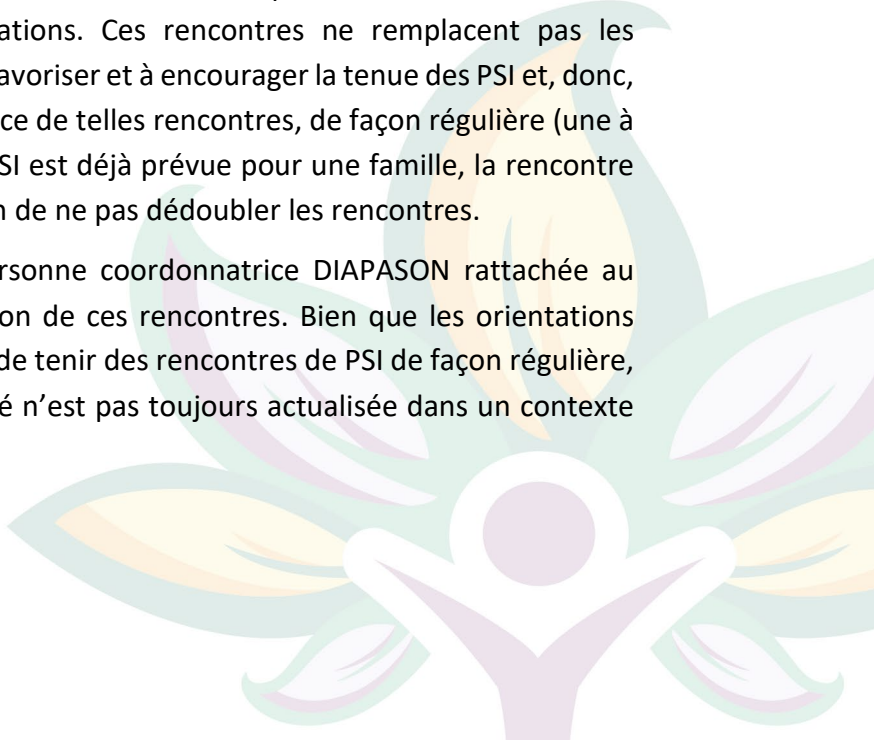 ations. Ces rencontres ne remplacent pas les
avoriser et à encourager la tenue des PSI et, donc,
ce de telles rencontres, de façon régulière (une à
SI est déjà prévue pour une famille, la rencontre
n de ne pas dédoubler les rencontres.
ersonne coordonnatrice DIAPASON rattachée au
on de ces rencontres. Bien que les orientations
de tenir des rencontres de PSI de façon régulière,
é n’est pas toujours actualisée dans un contexte